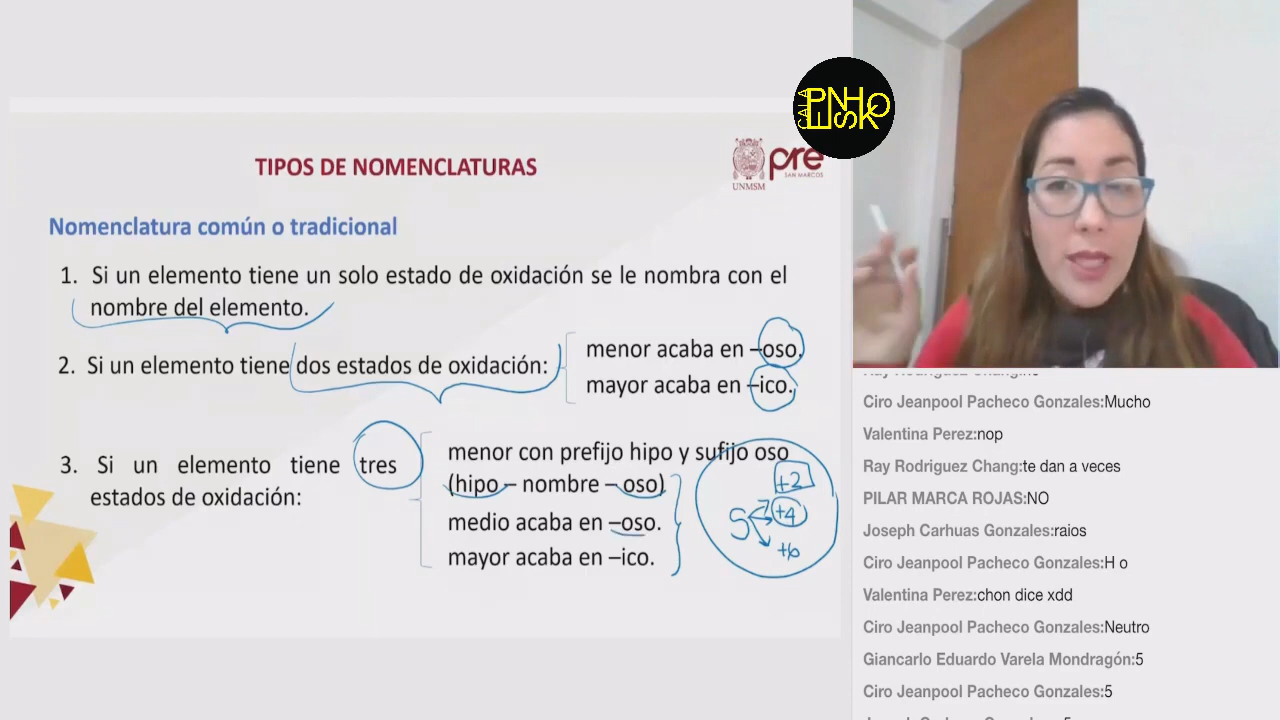 TIPOS DE NOMENCLATURAS
UNMSM
pre
SAN MARCOS
CALA
PENHSKO
Nomenclatura común o tradicional
1. Si un elemento tiene un solo estado de oxidación se le nombra con el
nombre del elemento.
2. Si un elemento tiene dos estados de oxidación:
menor acaba en –oso.
mayor acaba en –ico.
3. Si un elemento tiene tres
estados de oxidación:
menor con prefijo hipo y sufijo oso
(hipo – nombre – oso)
medio acaba en –oso.
mayor acaba en –ico.
+2
S +4
+6
Ciro Jeanpool Pacheco Gonzales:Mucho
Valentina Perez:nop
Ray Rodriguez Chang:te dan a veces
PILAR MARCA ROJAS:NO
Joseph Carhuas Gonzales:raios
Ciro Jeanpool Pacheco Gonzales:H o
Valentina Perez:chon dice xdd
Ciro Jeanpool Pacheco Gonzales:Neutro
Giancarlo Eduardo Varela Mondragón:5
Ciro Jeanpool Pacheco Gonzales:5